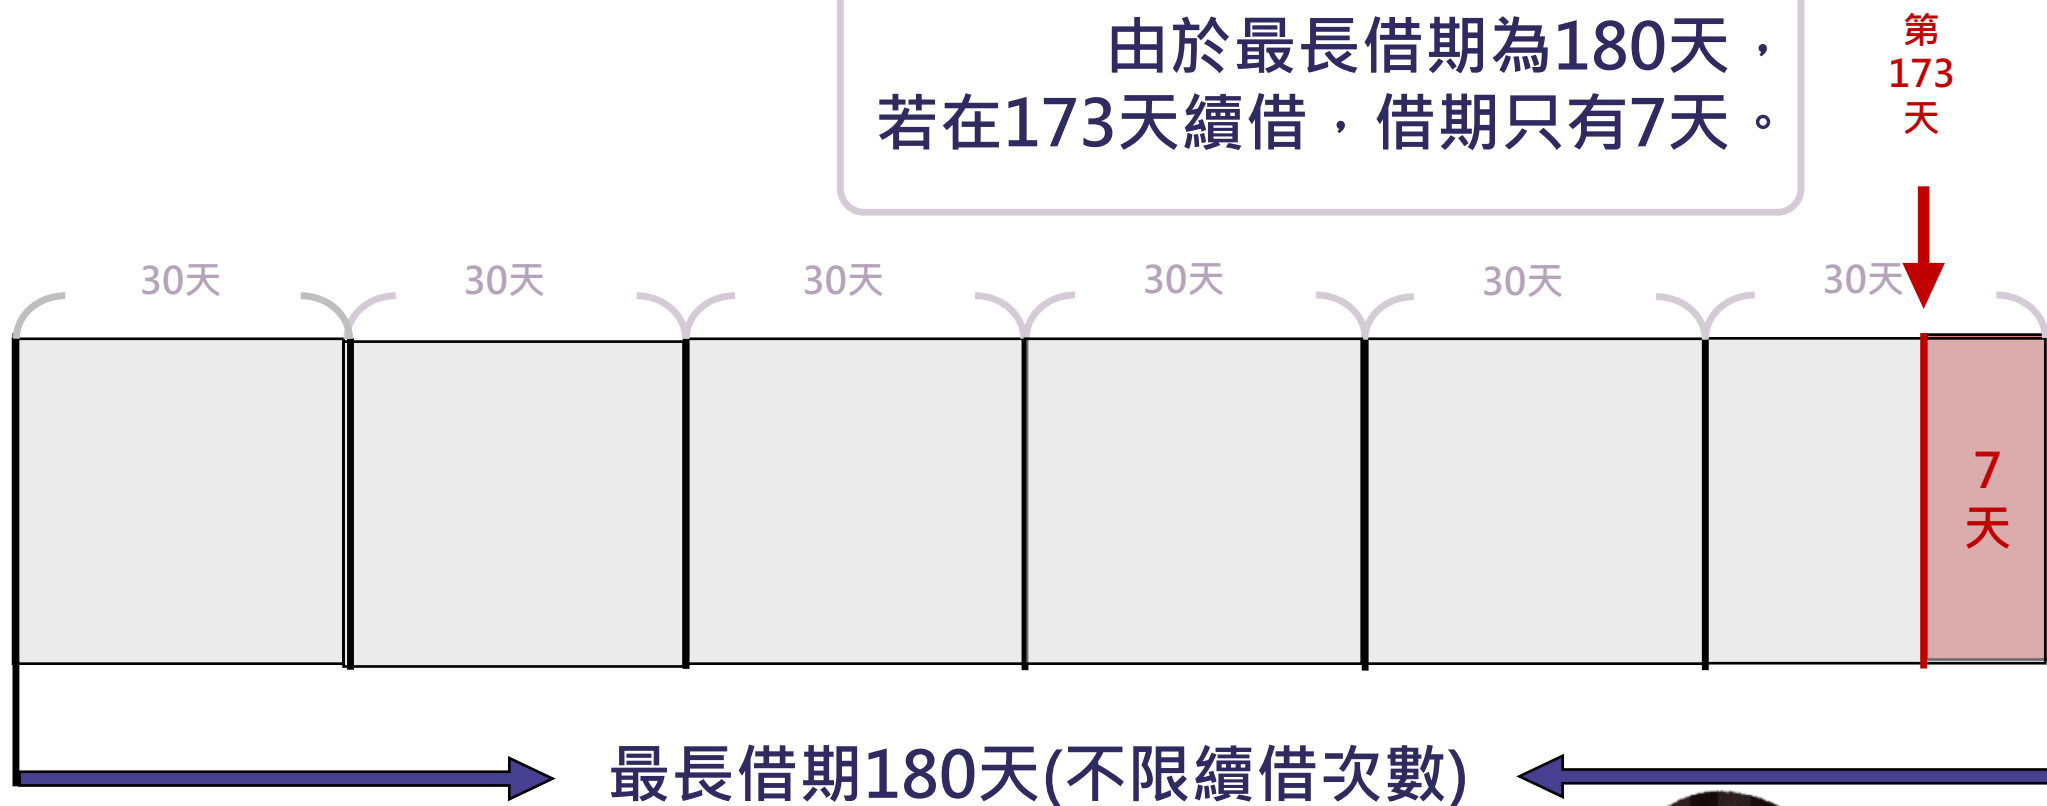 由於最長借期為180天，
若在173天續借，借期只有7天。
第
173
天
30天
30天
30天
30天
30天
30天
7
天
最長借期180天(不限續借次數)